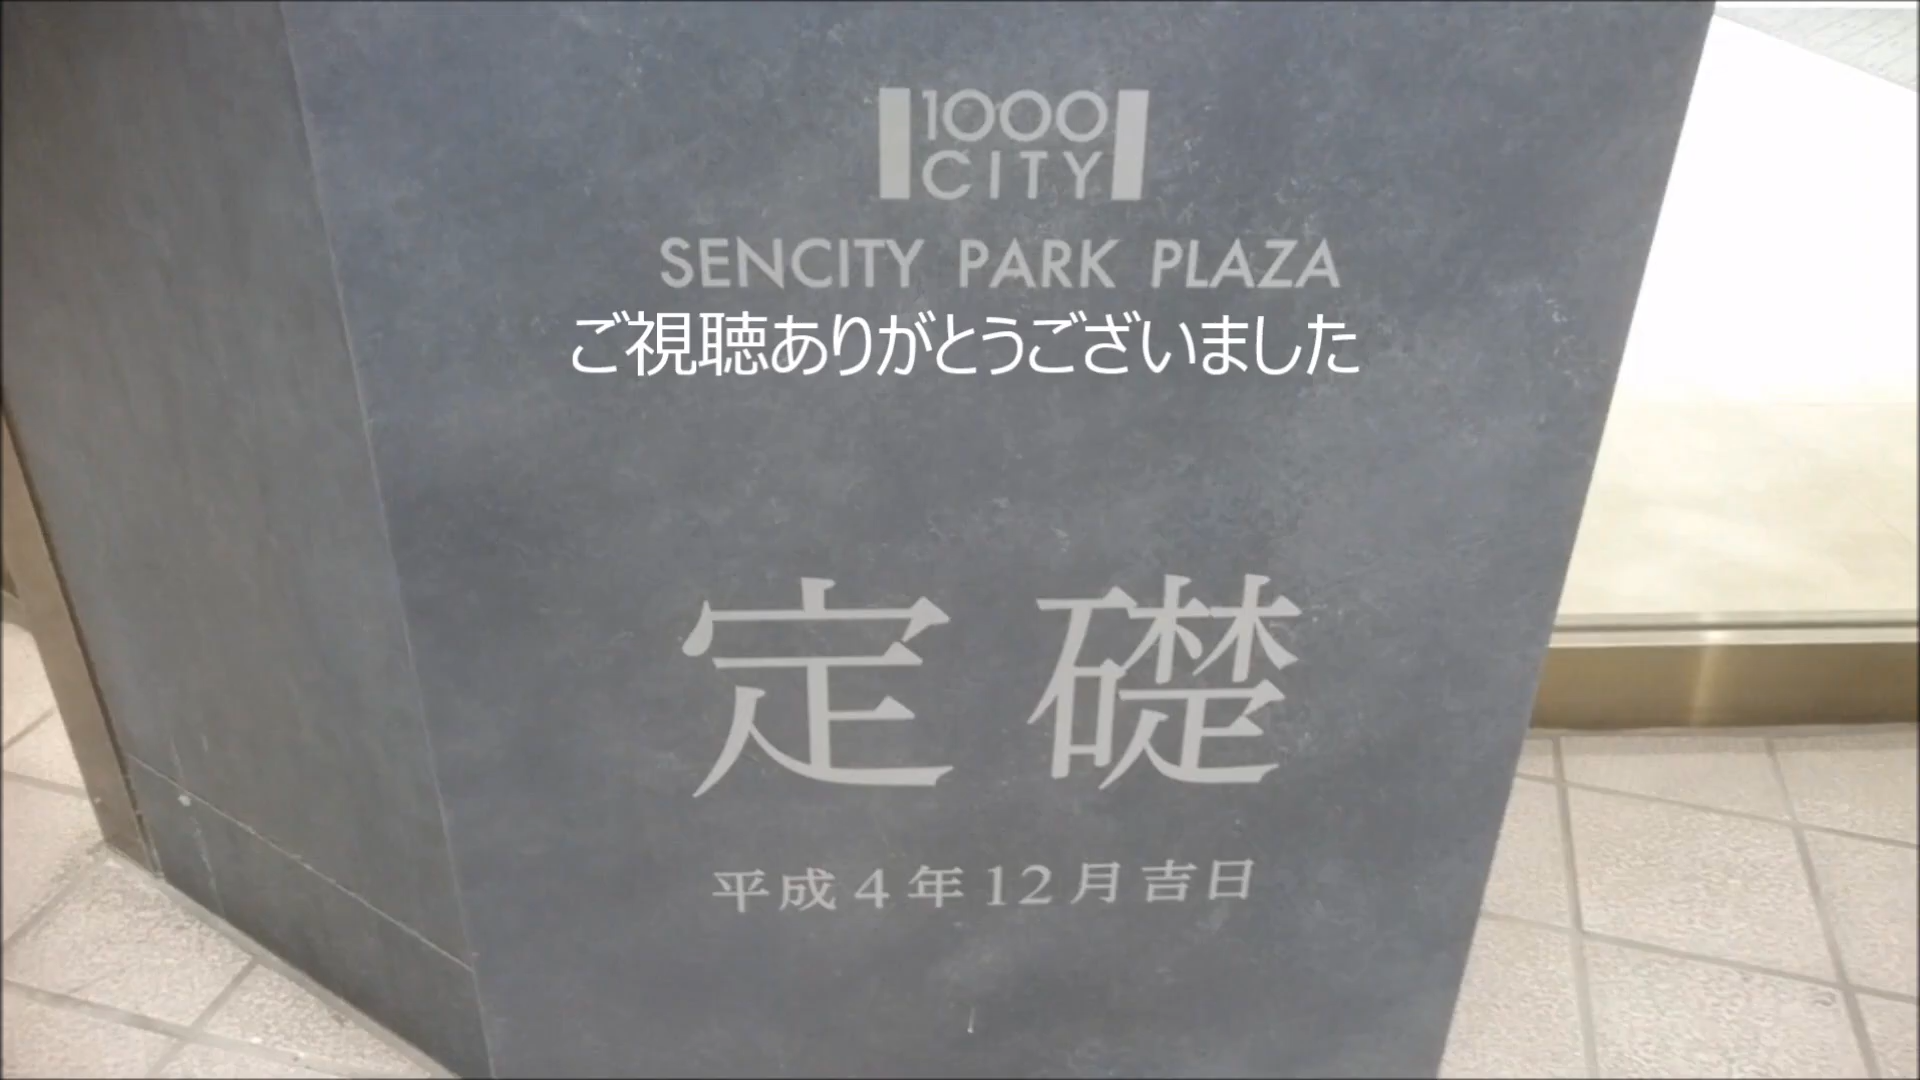 1000
CITY
SENCITY PARK PLAZA
ご視聴ありがとうございました
定礎
平成4年12月吉日